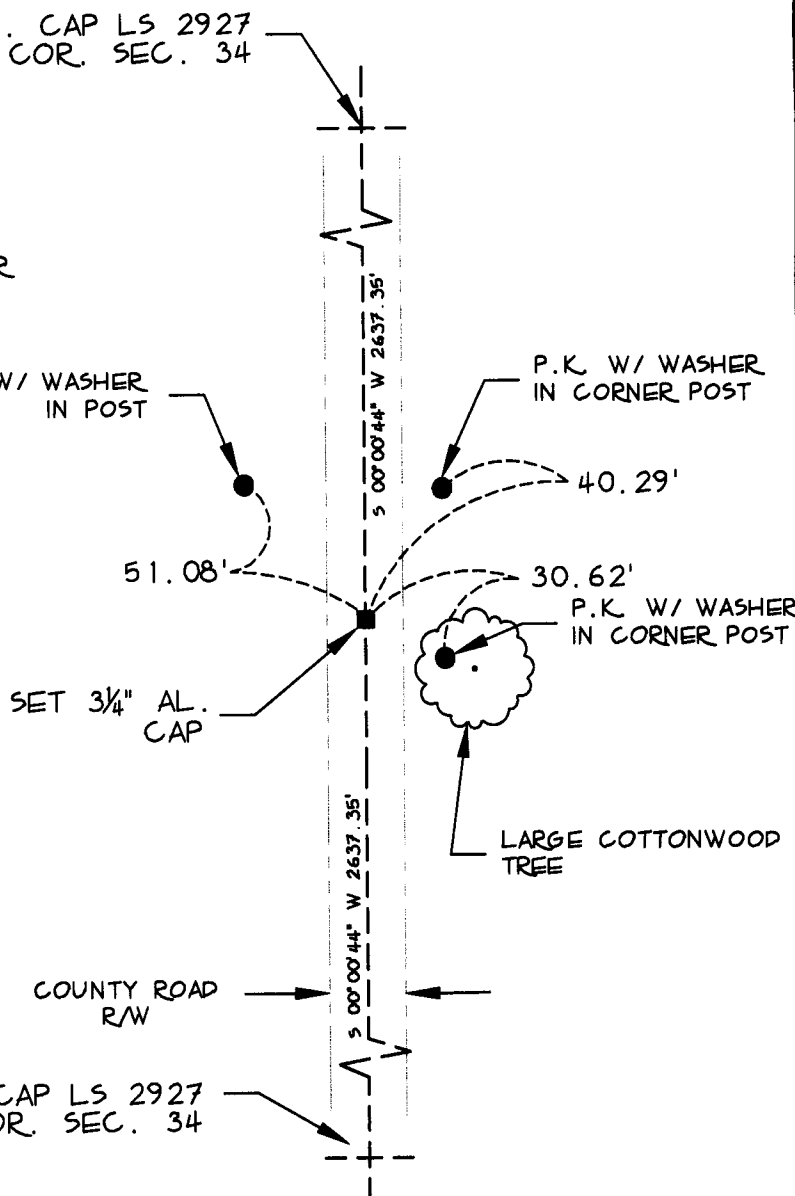 . CAP LS 2927
COR. SEC. 34
R
S 00°00'44" W 2637.35'
W/ WASHER
IN POST
P.K. W/ WASHER
IN CORNER POST
40.29'
51.08'
30.62'
P.K. W/ WASHER
IN CORNER POST
SET 3¼" AL.
CAP
S 00°00'44" W 2637.35'
LARGE COTTONWOOD
TREE
COUNTY ROAD
R/W
CAP LS 2927
OR. SEC. 34